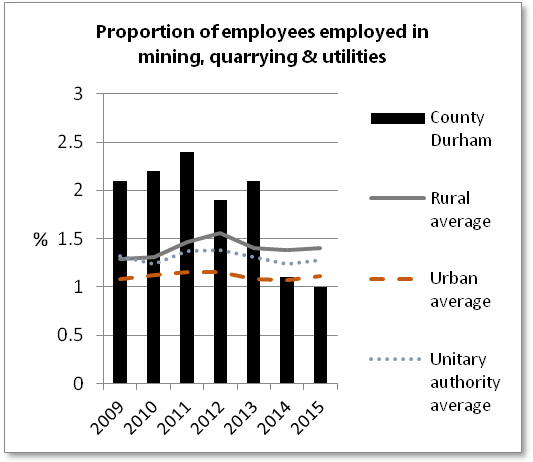 Proportion of employees employed in
mining, quarrying & utilities
3
2.5
2
1.5
1
0.5
0
%
2009
2010
2011
2012
2013
2014
2015
County
Durham
Rural
average
Urban
average
Unitary
authority
average